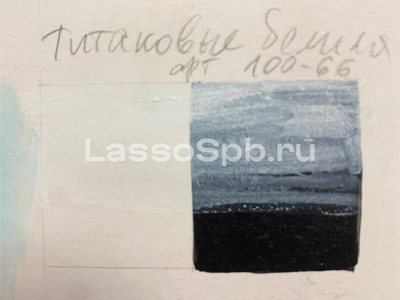 титановые белила
арт 100-66
LassoSpb.ru